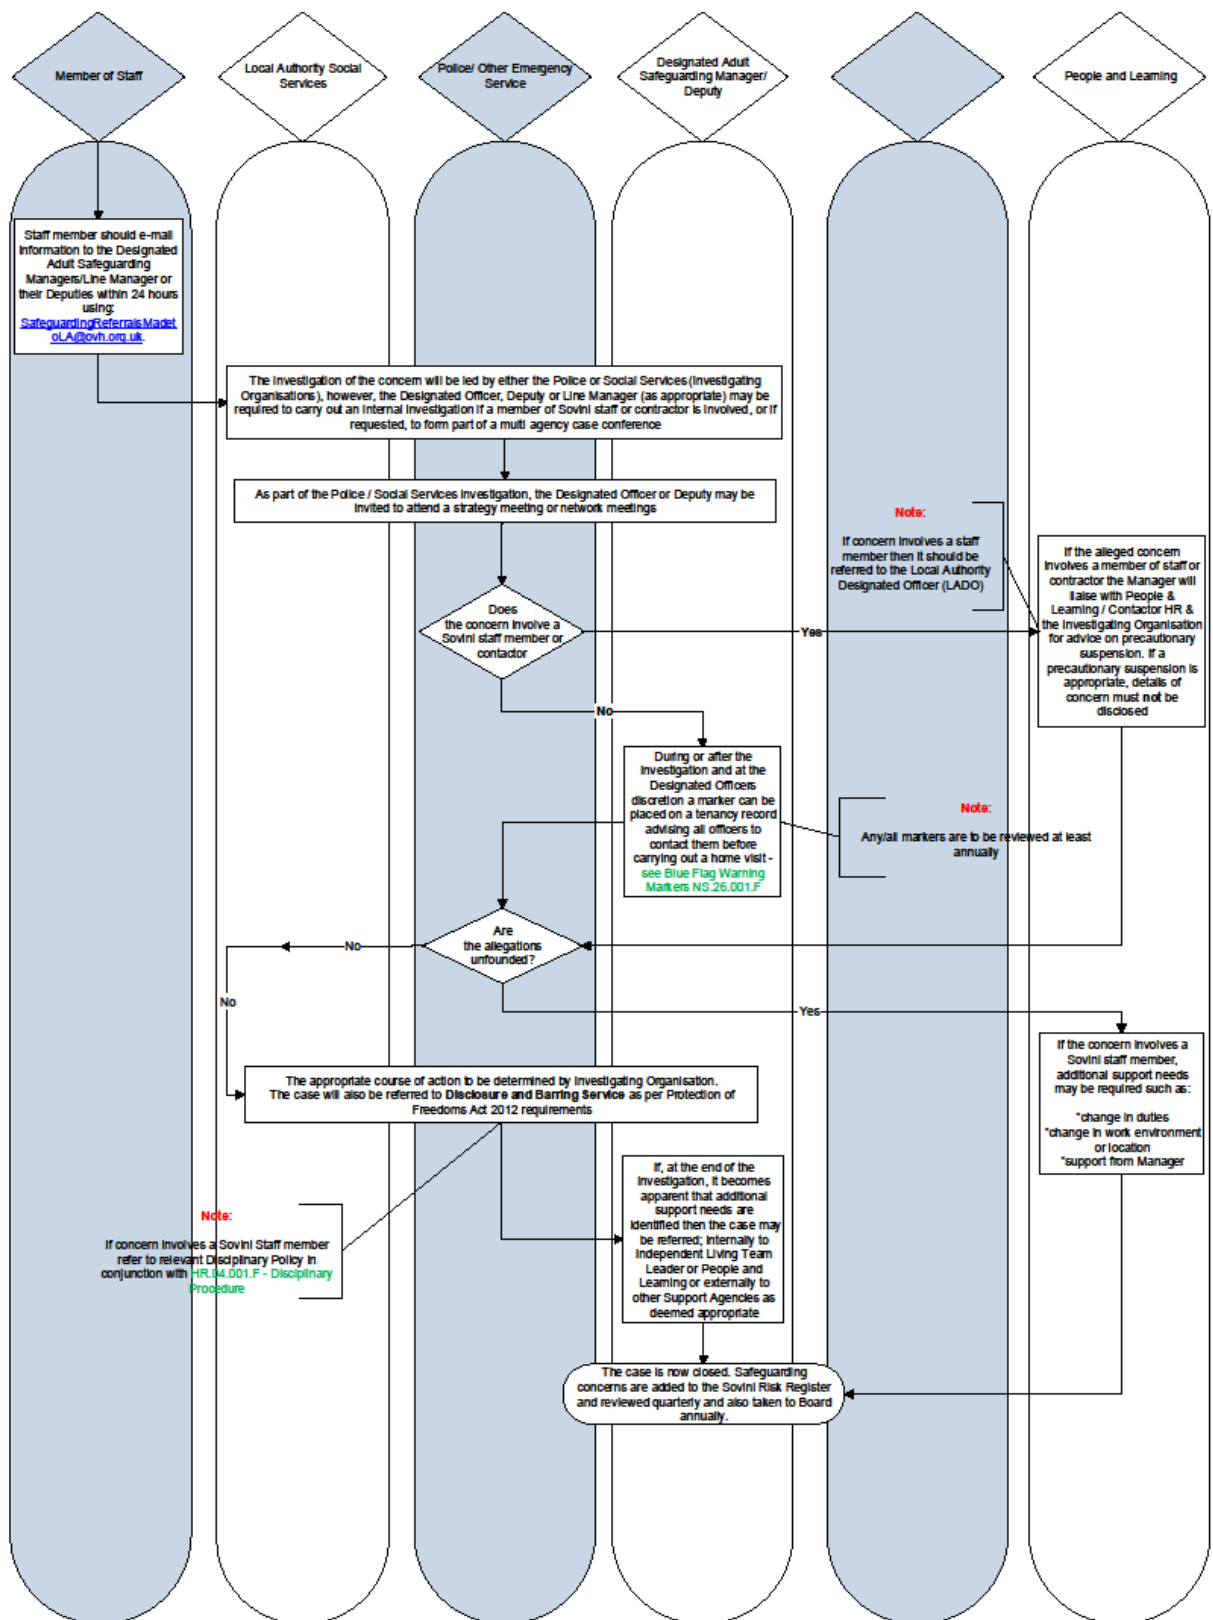 Member of Staff
Local Authority Social
Services
Police/ Other Emergency
Service
Designated Adult
Safeguarding Manager/
Deputy
People and Learning
Staff member should e-mail
information to the Designated
Adult Safeguarding
Managers/Line Manager or
their Deputies within 24 hours
using:
SafeguardingReferralsMadet
oLA@ovh.org.uk.
The investigation of the concern will be led by either the Police or Social Services (Investigating
Organisations), however, the Designated Officer, Deputy or Line Manager (as appropriate) may be
required to carry out an internal investigation if a member of Sovini staff or contractor is involved, or if
requested, to form part of a multi agency case conference
As part of the Police / Social Services investigation, the Designated Officer or Deputy may be
invited to attend a strategy meeting or network meetings
Note:
If concern involves a staff
member then it should be
referred to the Local Authority
Designated Officer (LADO)
If the alleged concern
involves a member of staff or
contractor the Manager will
liaise with People &
Learning / Contactor HR &
the Investigating Organisation
for advice on precautionary
suspension. If a
precautionary suspension is
appropriate, details of
concern must not be
disclosed
Does
the concern involve a
Sovini staff member or
contactor
Yes
No
During or after the
investigation and at the
Designated Officers
discretion a marker can be
placed on a tenancy record
advising all officers to
contact them before
carrying out a home visit -
see Blue Flag Warning
Markers NS.26.001.F
Note:
Any/all markers are to be reviewed at least
annually
Are
the allegations
unfounded?
No
No
Yes
If the concern involves a
Sovini staff member,
additional support needs
may be required such as:
*change in duties
*change in work environment
or location
*support from Manager
The appropriate course of action to be determined by Investigating Organisation.
The case will also be referred to Disclosure and Barring Service as per Protection of
Freedoms Act 2012 requirements
If, at the end of the
investigation, it becomes
apparent that additional
support needs are
identified then the case may
be referred; internally to
Independent Living Team
Leader or People and
Learning or externally to
other Support Agencies as
deemed appropriate
Note:
If concern involves a Sovini Staff member
refer to relevant Disciplinary Policy in
conjunction with HR.04.001.F - Disciplinary
Procedure
The case is now closed. Safeguarding
concerns are added to the Sovini Risk Register
and reviewed quarterly and also taken to Board
annually.